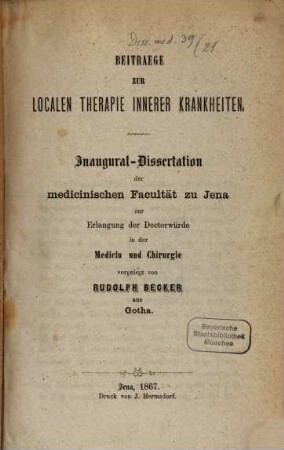 Diss. med. 39 (21
BEITRAEGE
ZUR
LOCALEN THERAPIE INNERER KRANKHEITEN.
Inaugural-Dissertation
der
medicinischen Facultät zu Jena
zur
Erlangung der Doctorwürde
in der
Medicin und Chirurgie
vorgelegt von
RUDOLPH BECKER
aus
Gotha.
Bayerische
Staatsbibliothek
München
Jena, 1867.
Druck von J. Hermsdorf.